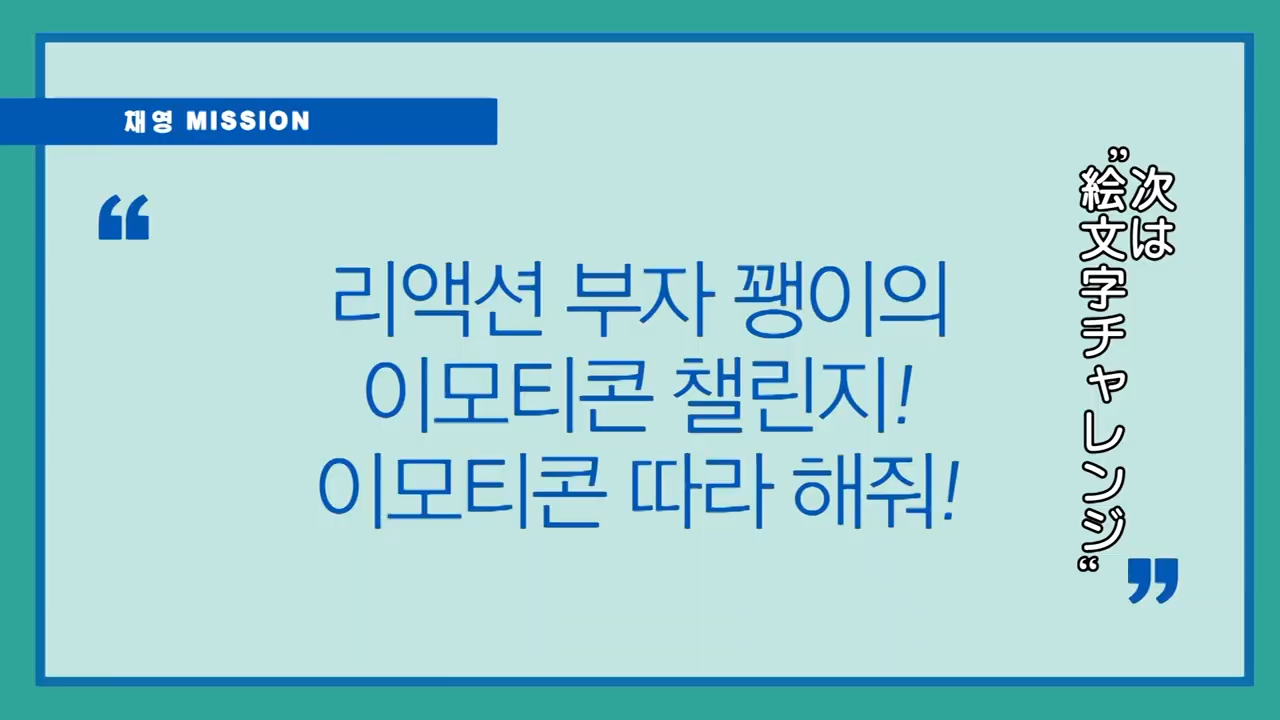 채영 MISSION
“
리액션 부자 꽹이의
이모티콘 챌린지!
이모티콘 따라 해줘!
”
次は
”絵文字チャレンジ“